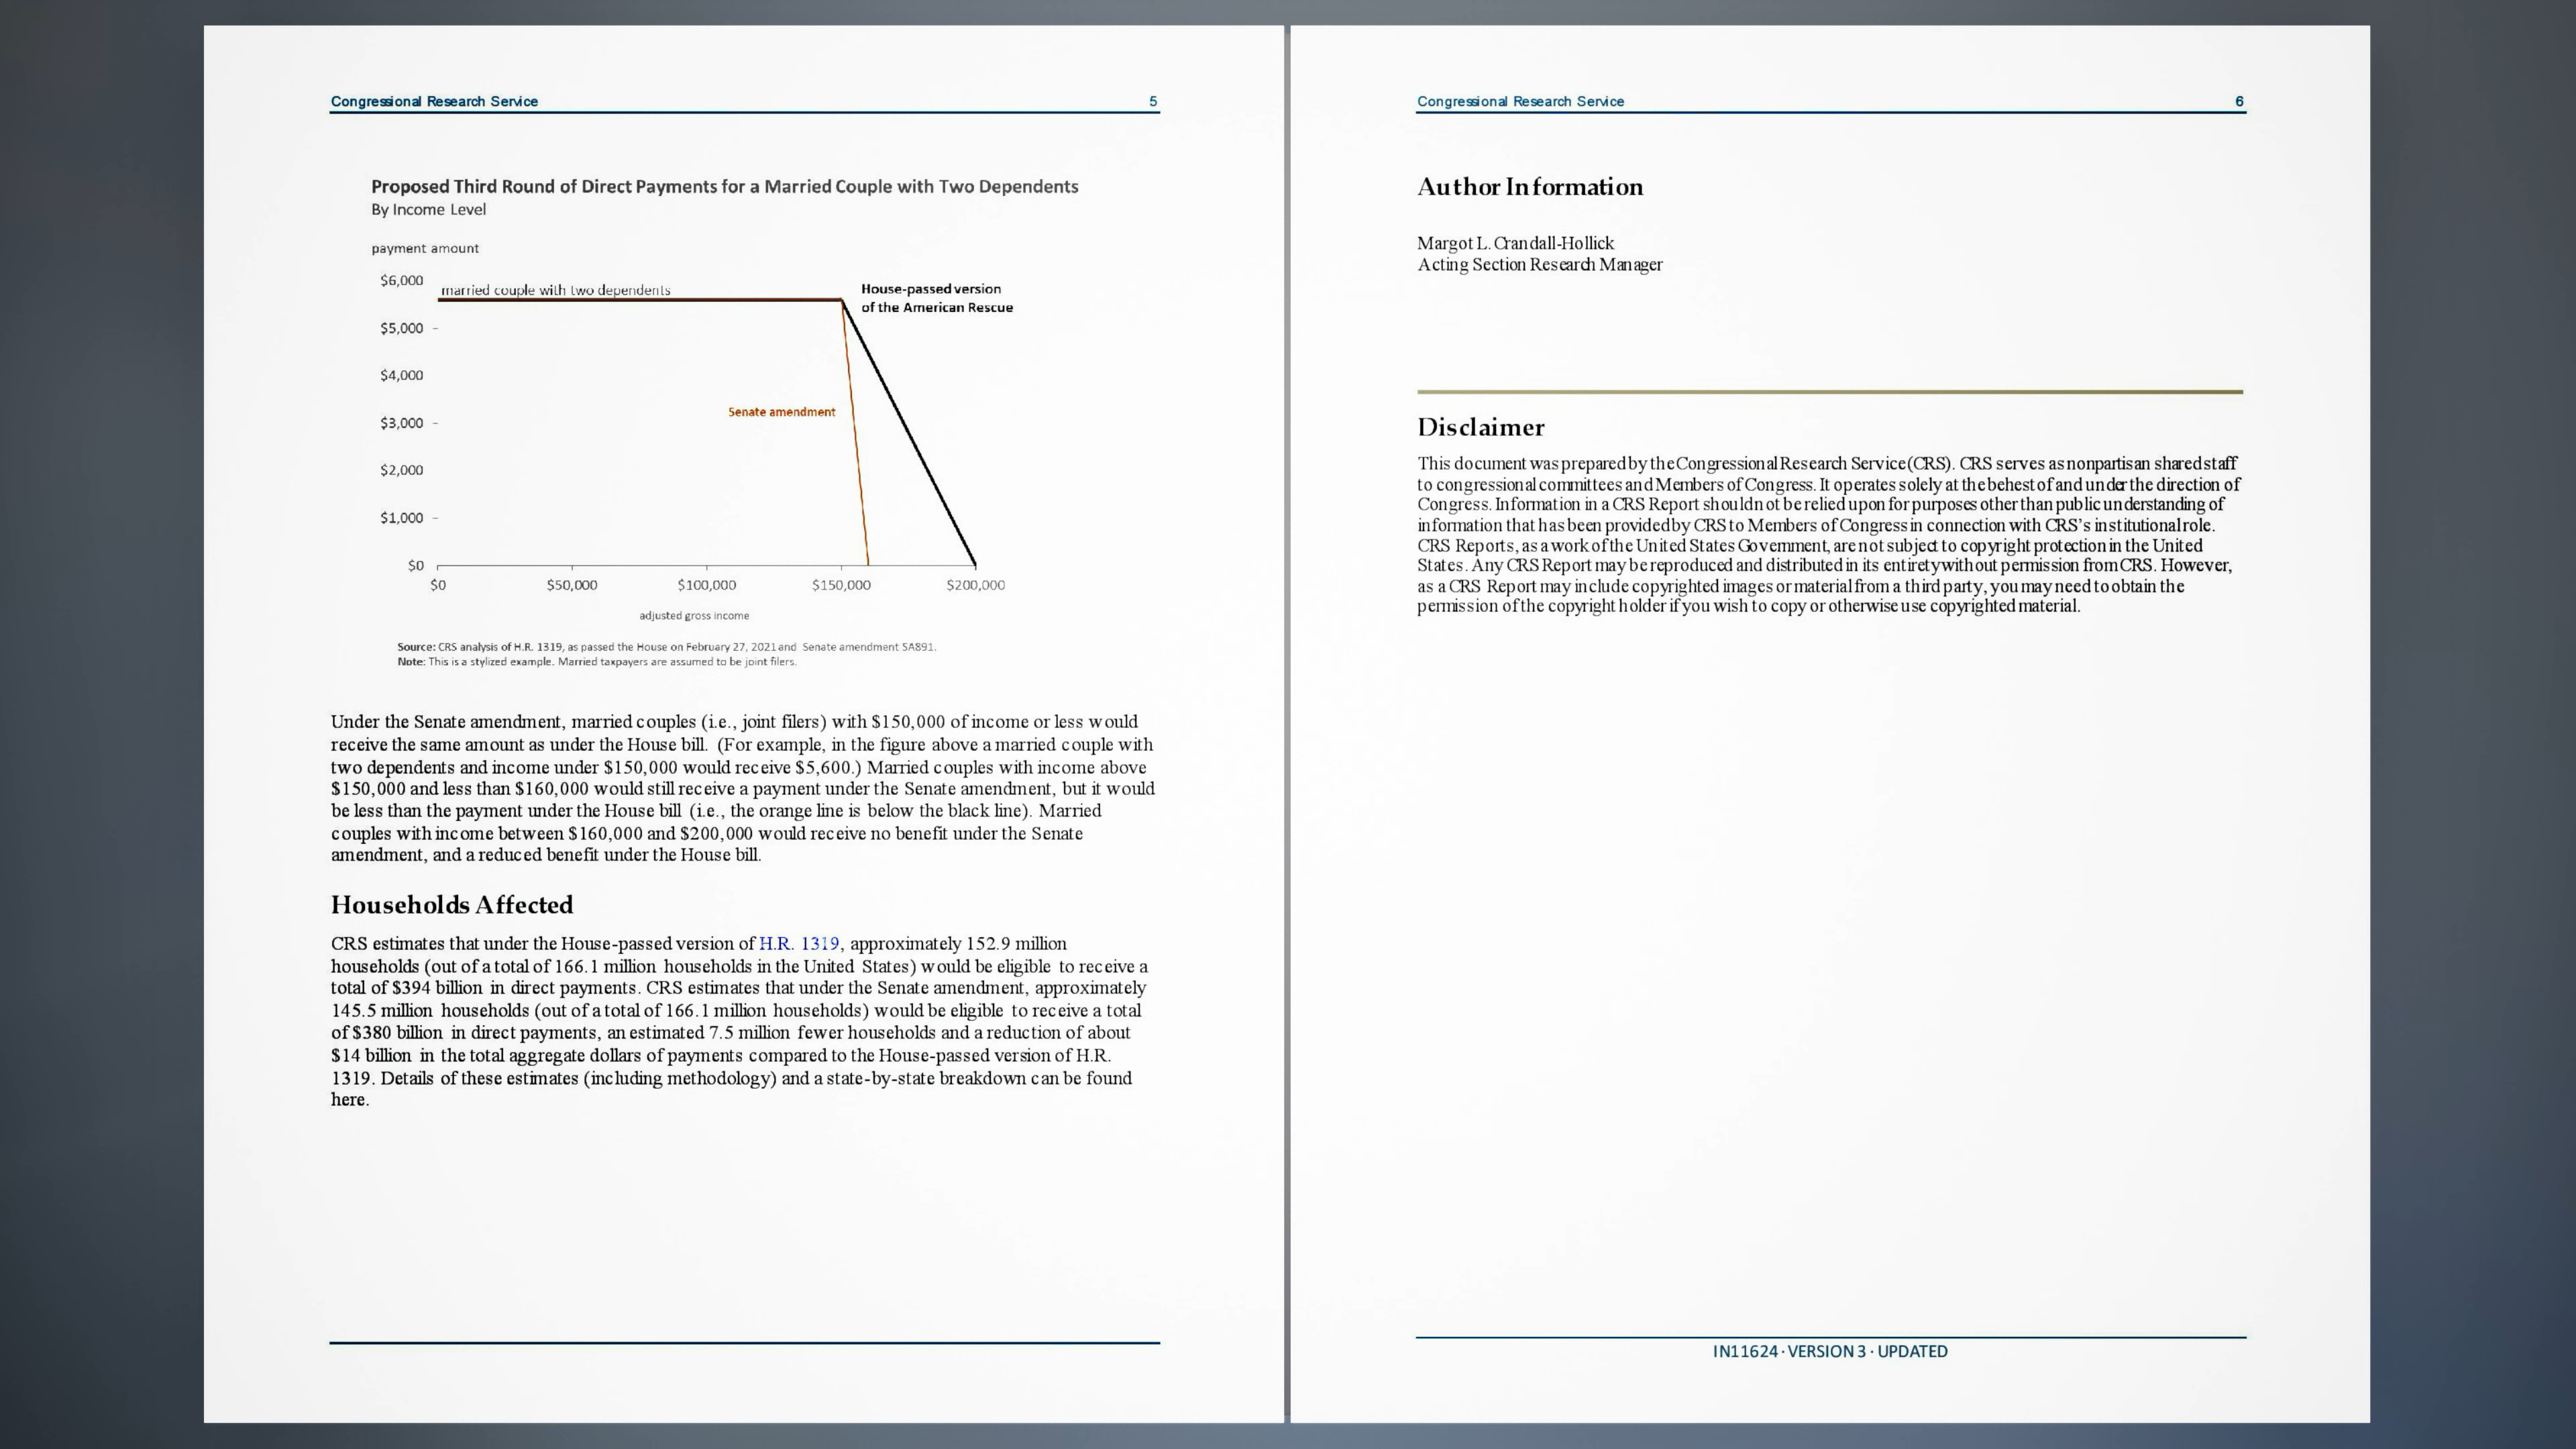 Congressional Research Service 5
Proposed Third Round of Direct Payments for a Married Couple with Two Dependents
By Income Level
payment amount
$6,000
married couple with two dependents
House-passed version
of the American Rescue
$5,000
$4,000
Senate amendment
$3,000
$2,000
$1,000
$0
$0 $50,000 $100,000 $150,000 $200,000
adjusted gross income
Source: CRS analysis of H.R. 1319, as passed the House on February 27, 2021 and Senate amendment SA891.
Note: This is a stylized example. Married taxpayers are assumed to be joint filers.
Under the Senate amendment, married couples (i.e., joint filers) with $150,000 of income or less would
receive the same amount as under the House bill. (For example, in the figure above a married couple with
two dependents and income under $150,000 would receive $5,600.) Married couples with income above
$150,000 and less than $160,000 would still receive a payment under the Senate amendment, but it would
be less than the payment under the House bill (i.e., the orange line is below the black line). Married
couples with income between $160,000 and $200,000 would receive no benefit under the Senate
amendment, and a reduced benefit under the House bill.
Households Affected
CRS estimates that under the House-passed version of H.R. 1319, approximately 152.9 million
households (out of a total of 166.1 million households in the United States) would be eligible to receive a
total of $394 billion in direct payments. CRS estimates that under the Senate amendment, approximately
145.5 million households (out of a total of 166.1 million households) would be eligible to receive a total
of $380 billion in direct payments, an estimated 7.5 million fewer households and a reduction of about
$14 billion in the total aggregate dollars of payments compared to the House-passed version of H.R.
1319. Details of these estimates (including methodology) and a state-by-state breakdown can be found
here.
Congressional Research Service 6
Author Information
Margot L. Crandall-Hollick
Acting Section Research Manager
Disclaimer
This document was prepared by the Congressional Research Service (CRS). CRS serves as nonpartisan shared staff
to congressional committees and Members of Congress. It operates solely at the behest of and under the direction of
Congress. Information in a CRS Report should not be relied upon for purposes other than public understanding of
information that has been provided by CRS to Members of Congress in connection with CRS's institutional role.
CRS Reports, as a work of the United States Government, are not subject to copyright protection in the United
States. Any CRS Report may be reproduced and distributed in its entirety without permission from CRS. However,
as a CRS Report may include copyrighted images or material from a third party, you may need to obtain the
permission of the copyright holder if you wish to copy or otherwise use copyrighted material.
IN11624 · VERSION 3 · UPDATED